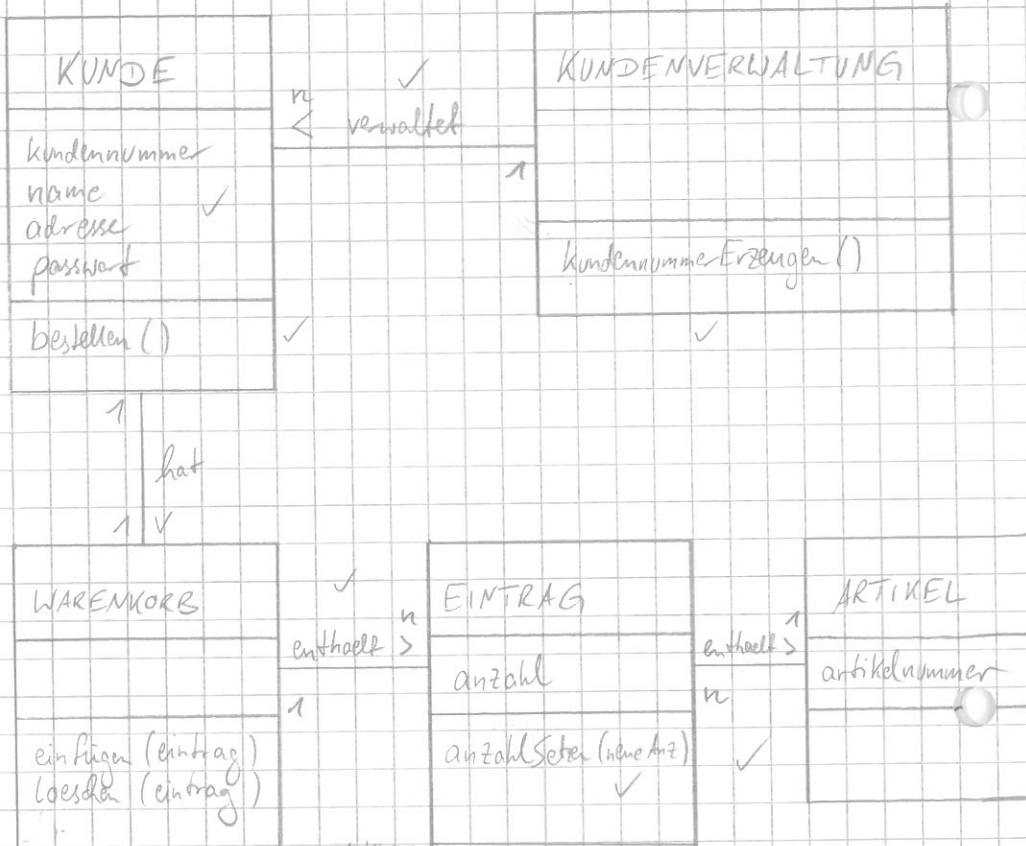 KUNDE
kundennummer
name
adresse
passwort
bestellen ()
n
< verwaltet
1
KUNDENVERWALTUNG
kundennummerErzeugen ()
1
hat
1 v
WARENKORB
einfügen (eintrag)
loeschen (eintrag)
n
enthaelt >
1
EINTRAG
anzahl
anzahlSetzen (neueAnz)
1
enthaelt >
n
ARTIKEL
artikelnummer